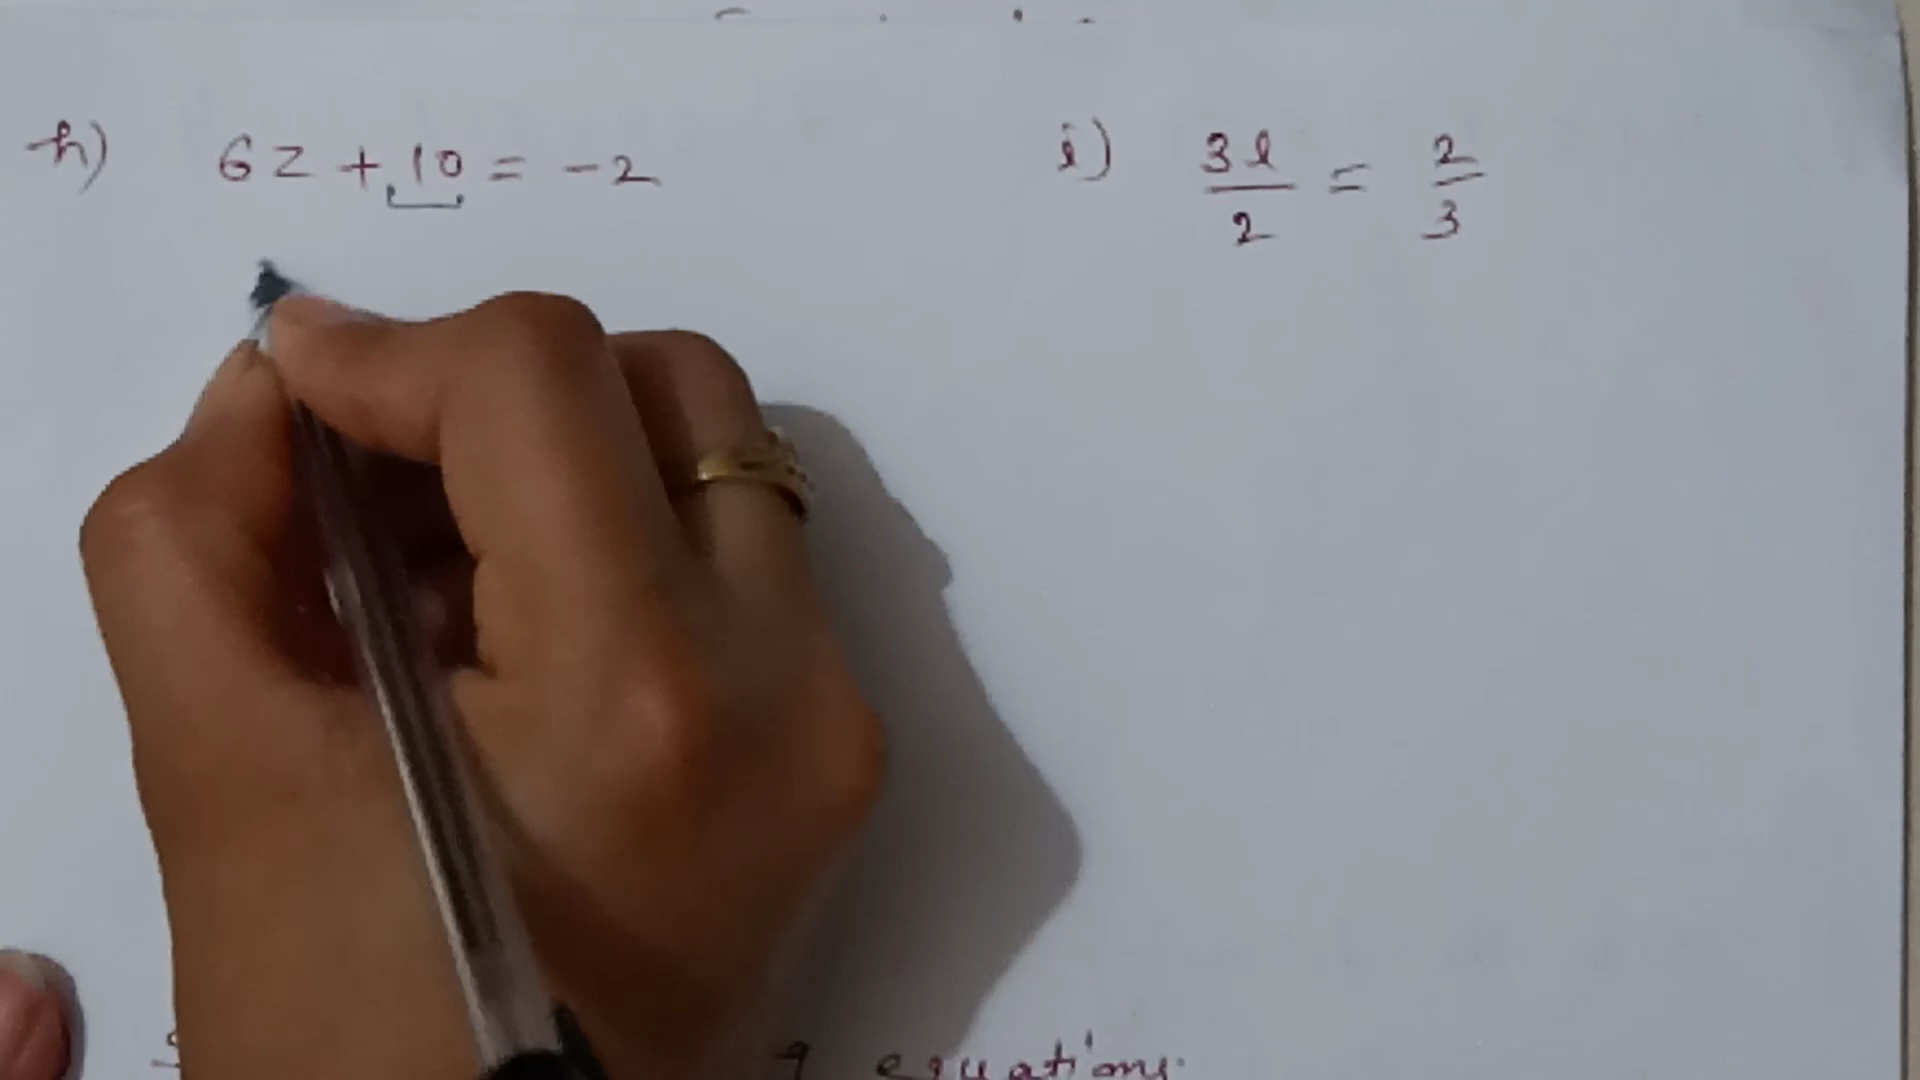 h) 6z + 10 = -2
i) 3l/2 = 2/3
equations.